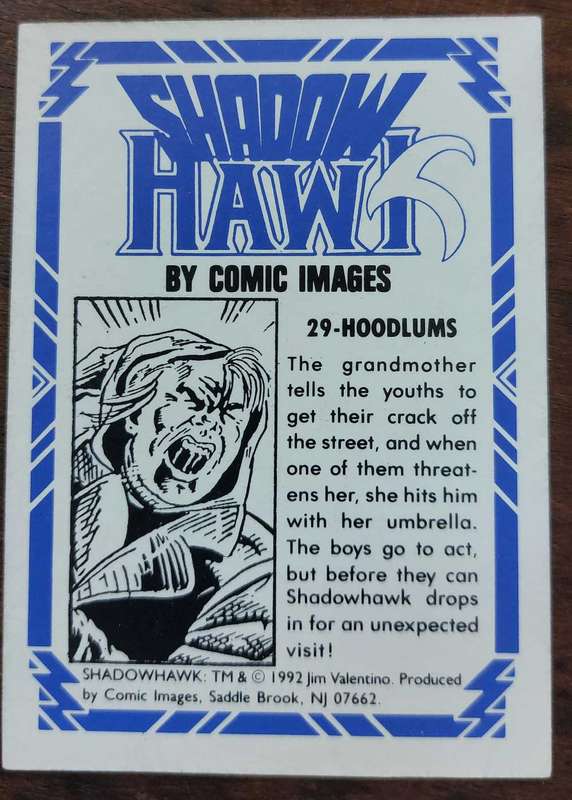 SHADOW
HAWK
BY COMIC IMAGES
29-HOODLUMS
The grandmother
tells the youths to
get their crack off
the street, and when
one of them threat-
ens her, she hits him
with her umbrella.
The boys go to act,
but before they can
Shadowhawk drops
in for an unexpected
visit!
SHADOWHAWK: TM & © 1992 Jim Valentino. Produced
by Comic Images, Saddle Brook, NJ 07662.